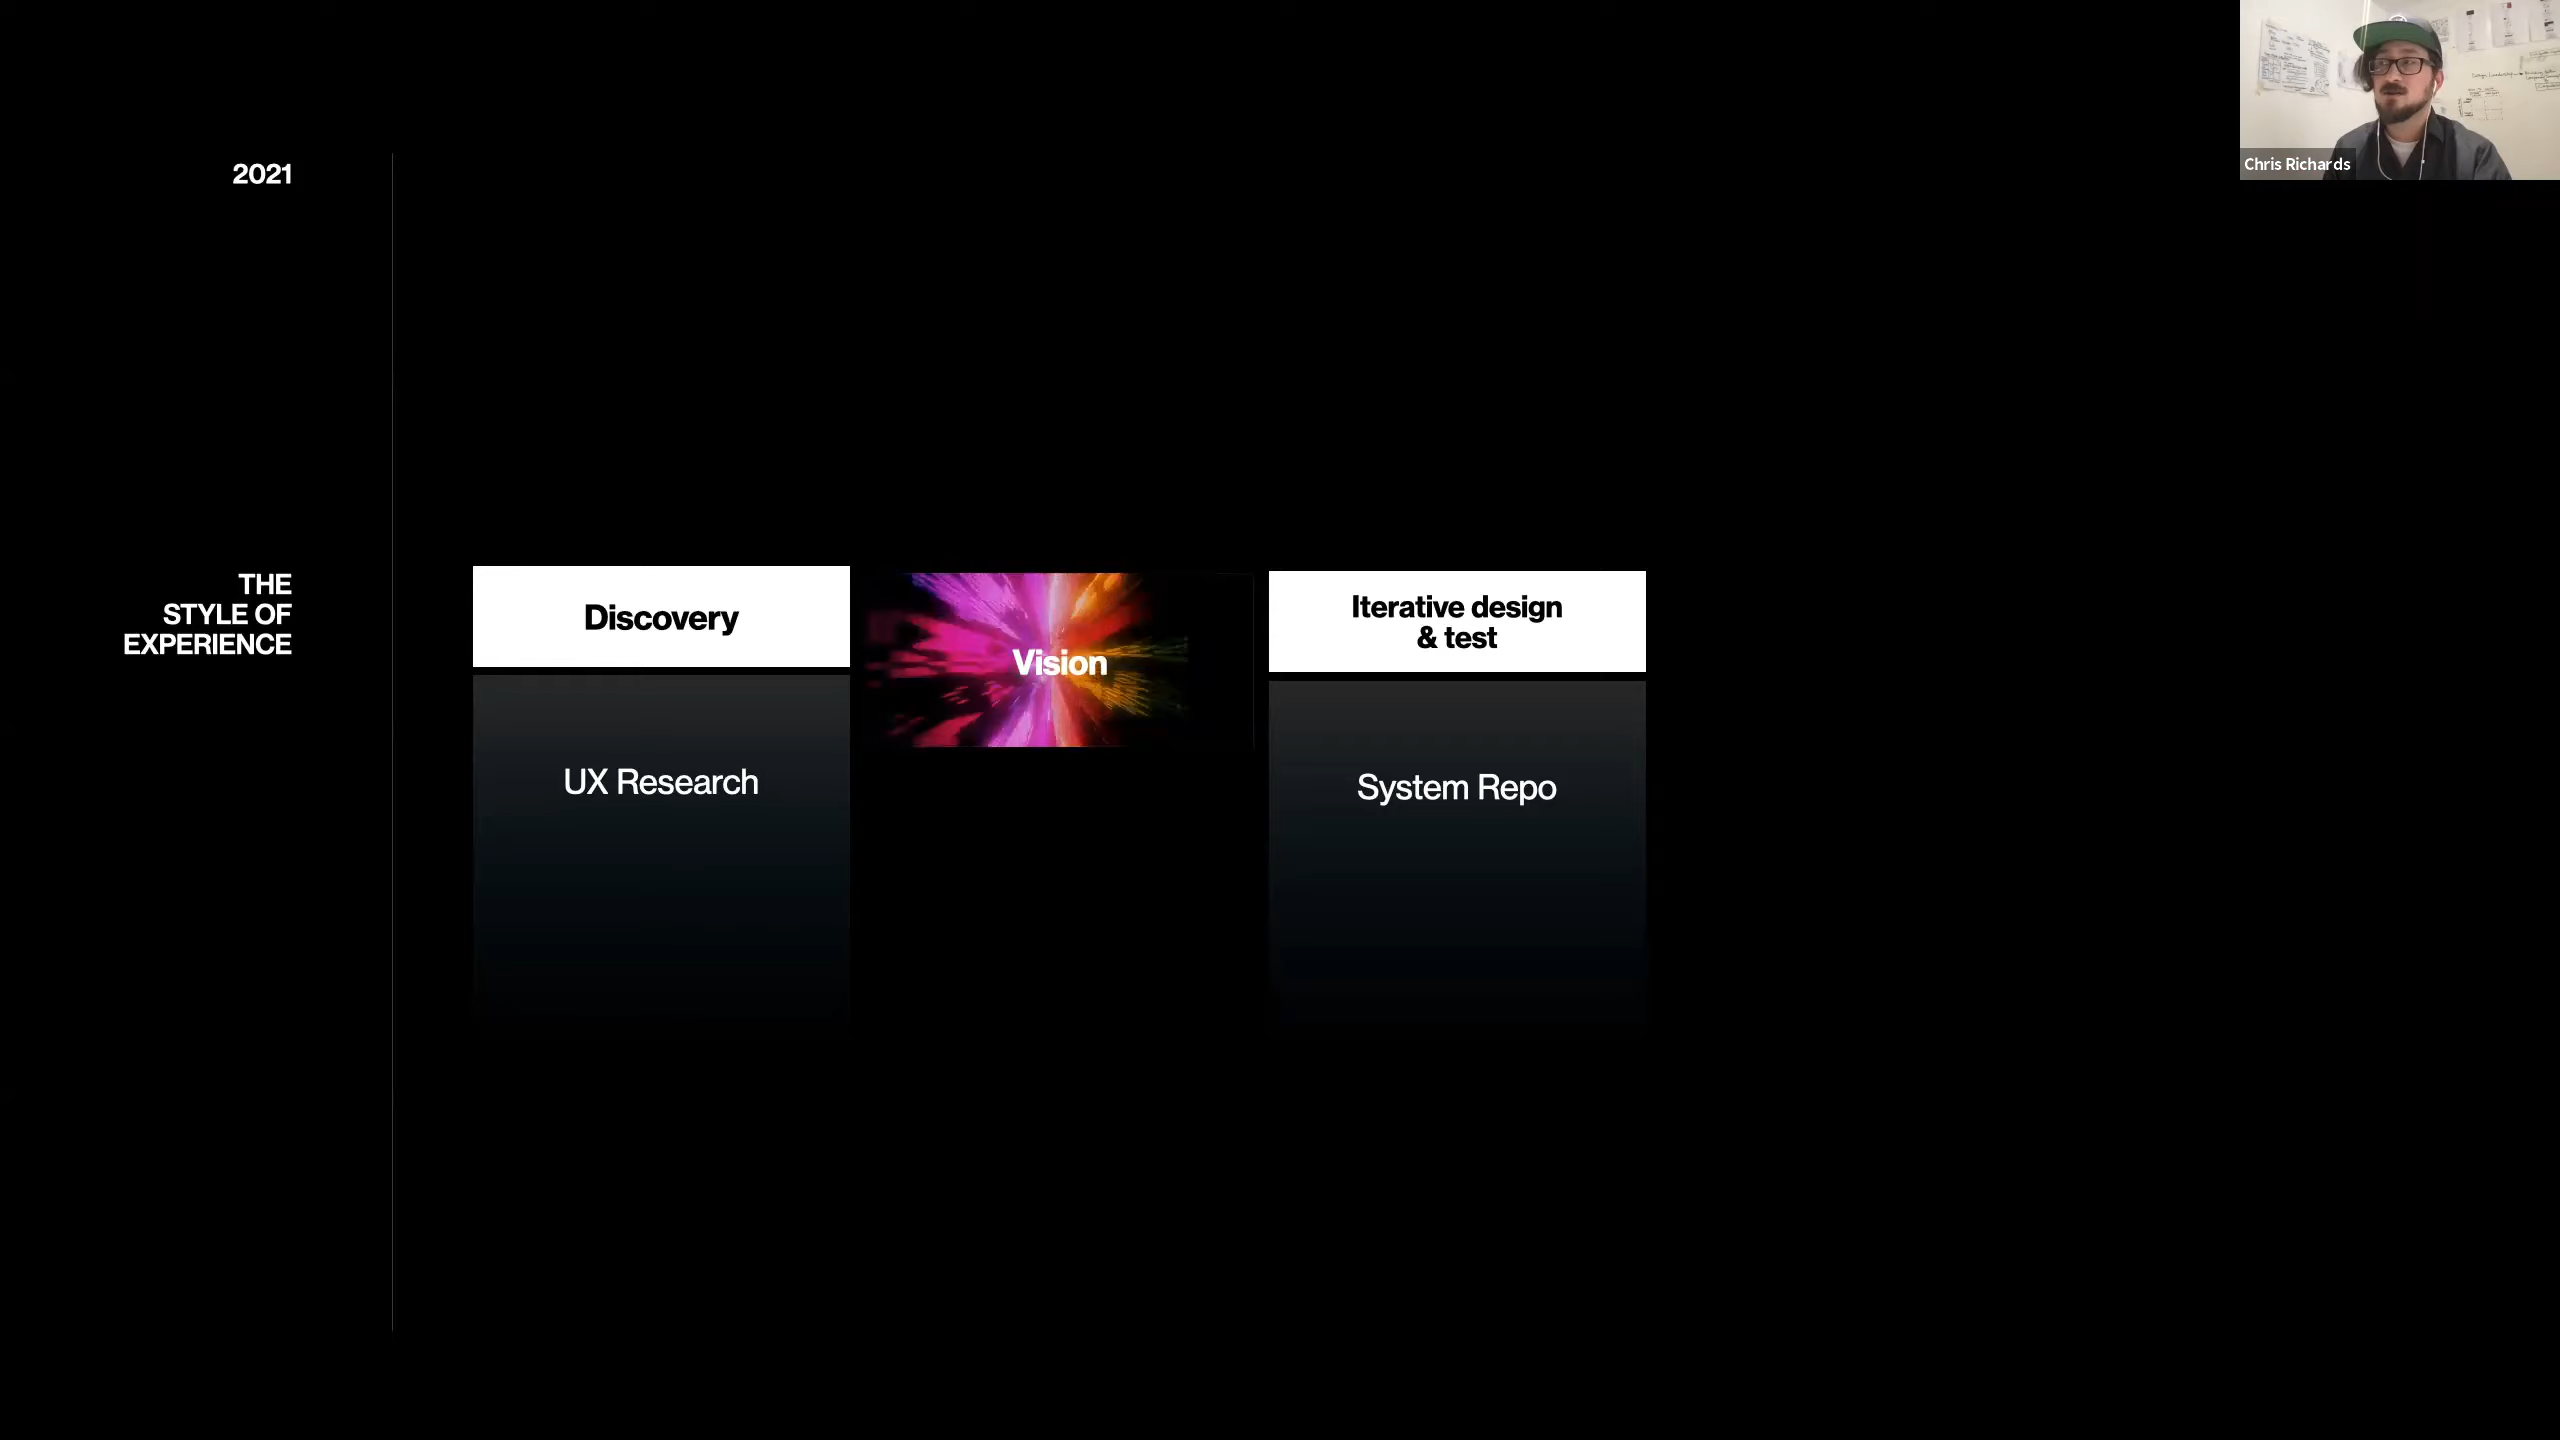 2021
THE
STYLE OF
EXPERIENCE
Discovery
UX Research
Vision
Iterative design
& test
System Repo
Chris Richards